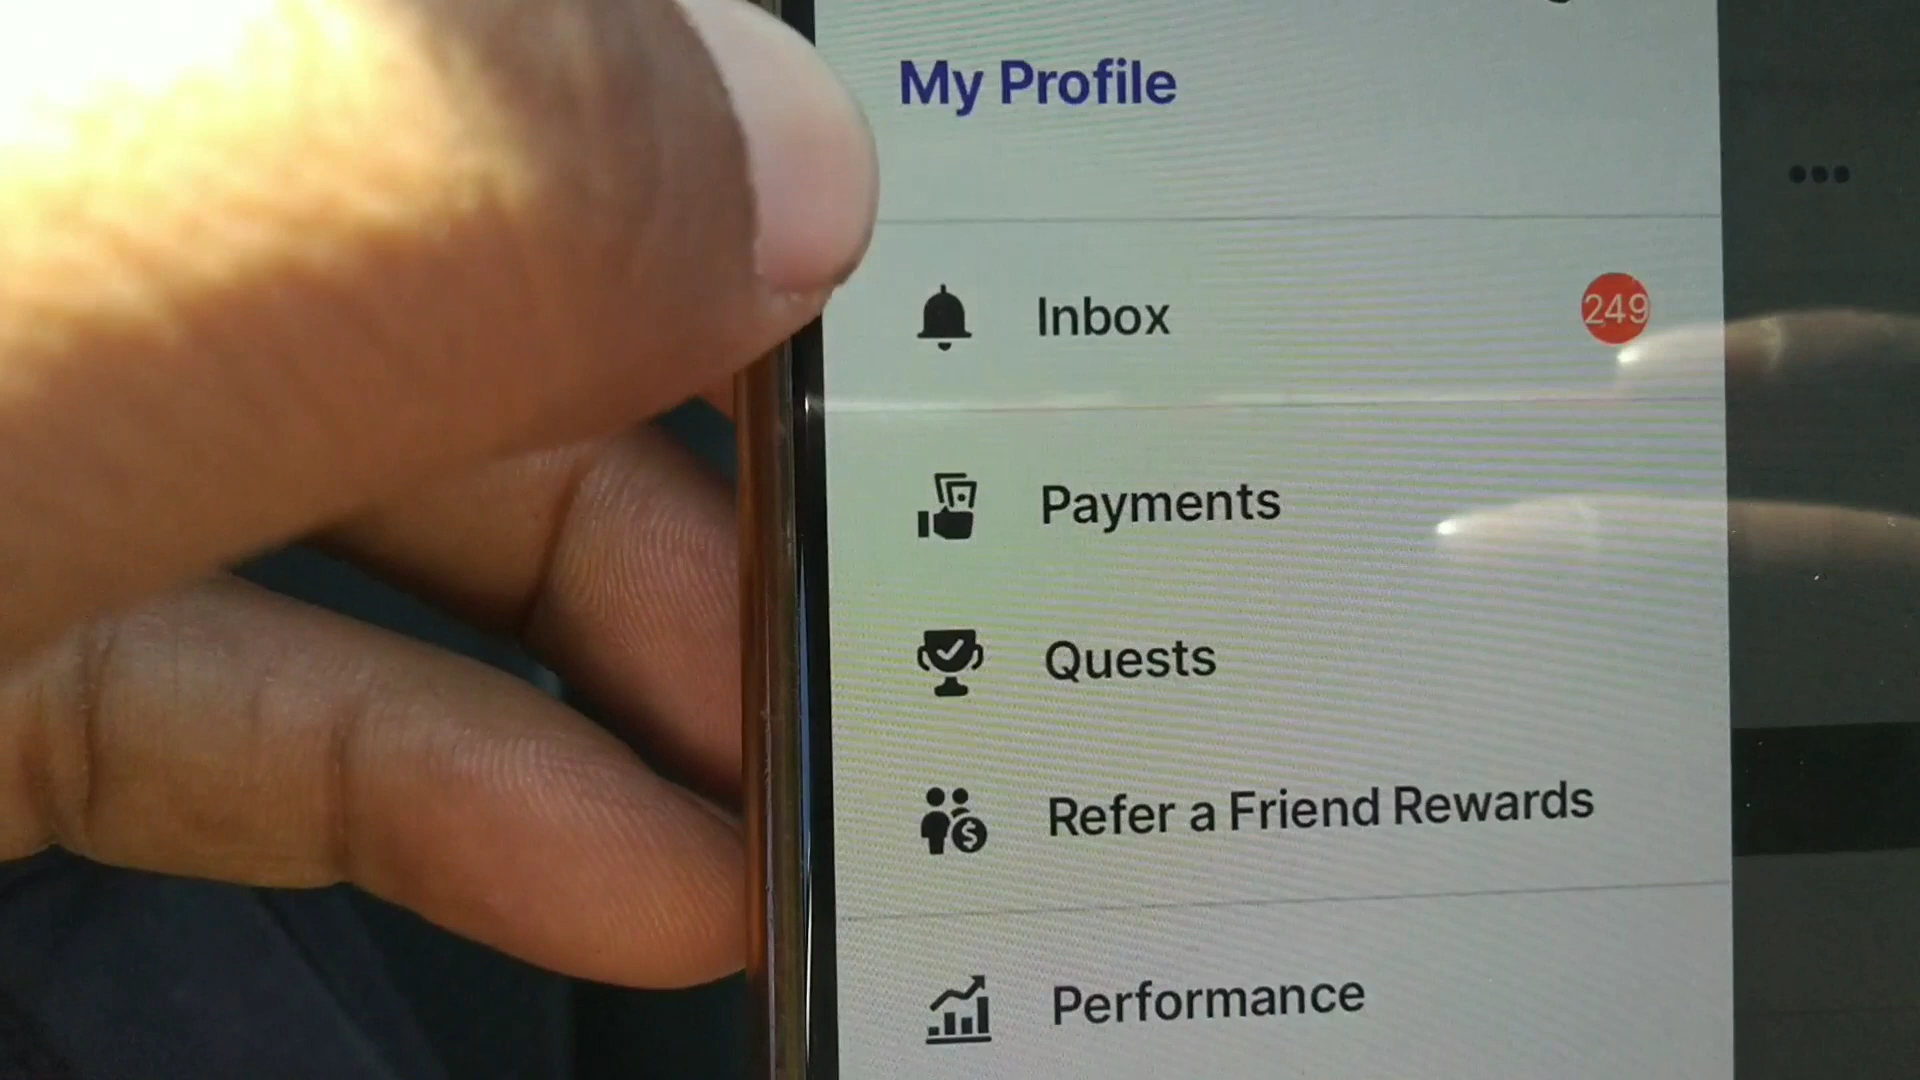 My Profile
Inbox
249
Payments
Quests
Refer a Friend Rewards
Performance